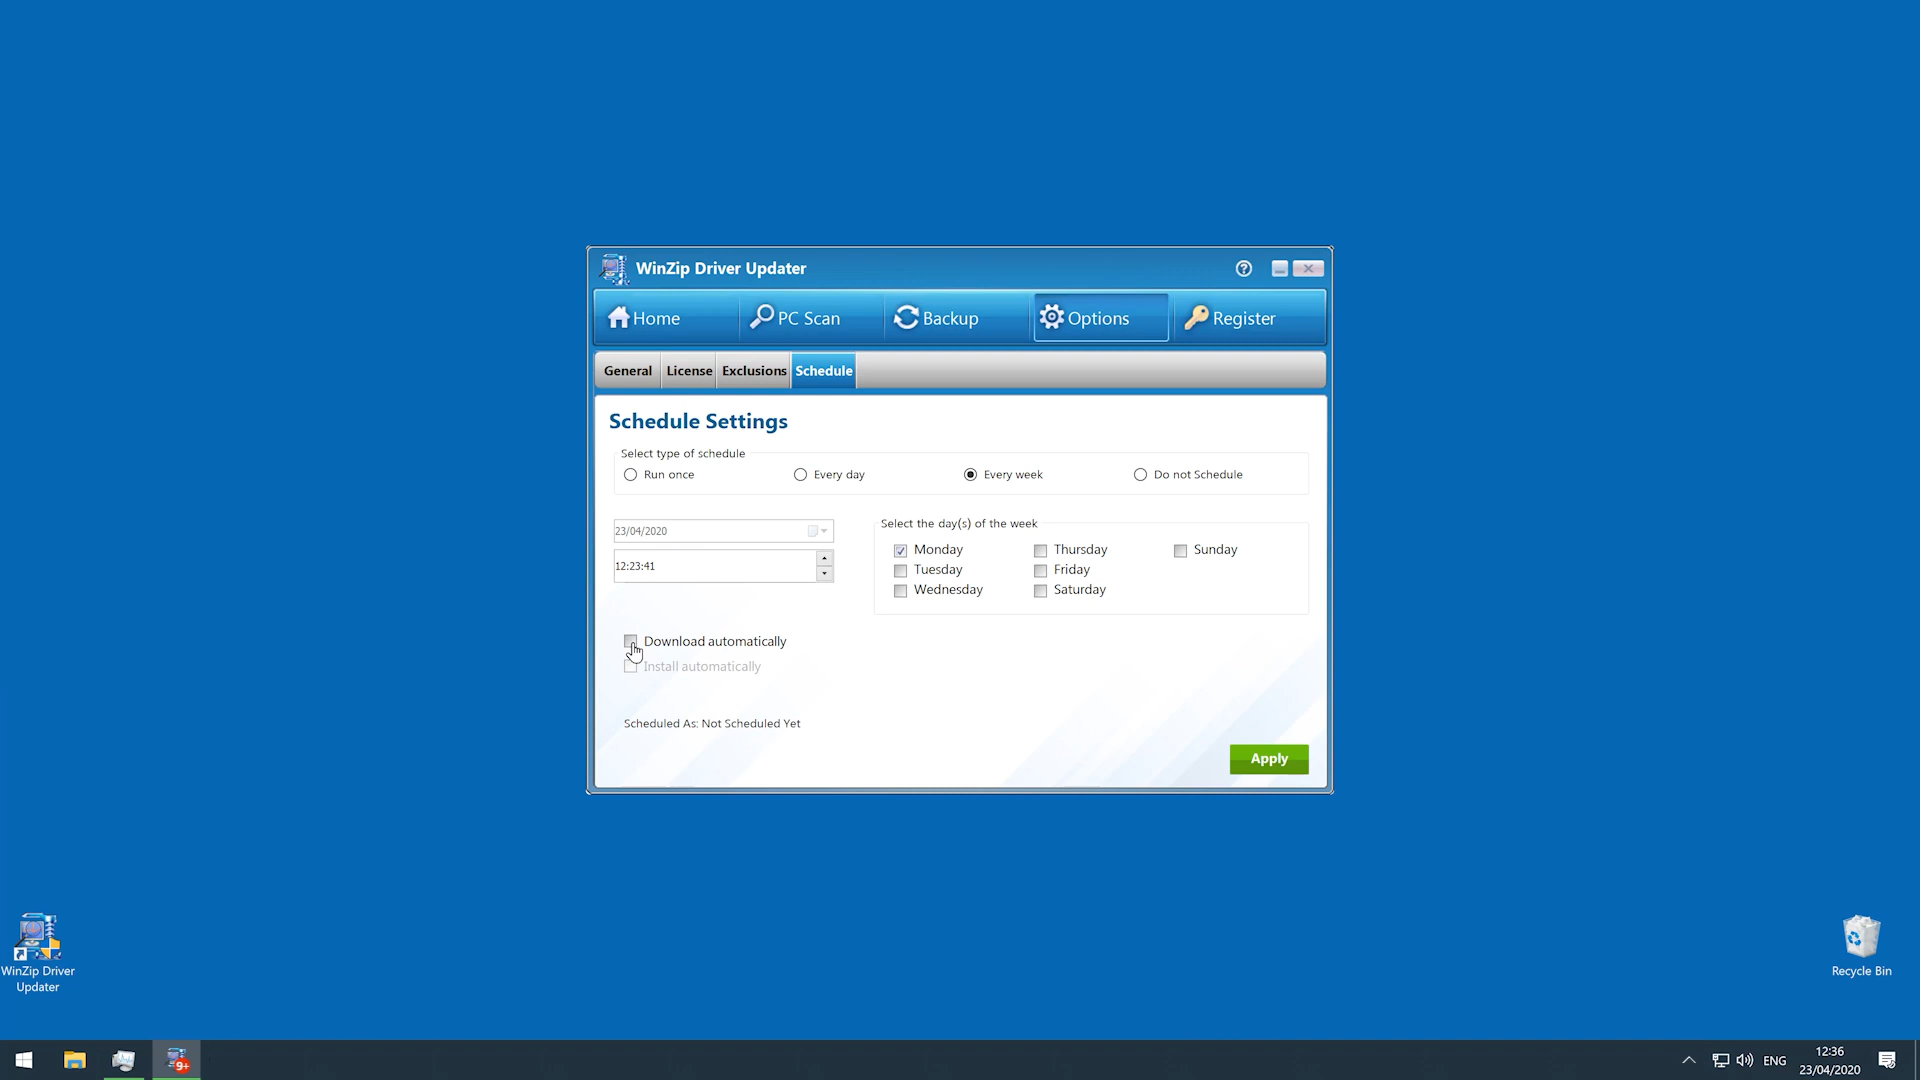 WinZip Driver Updater
Home
PC Scan
Backup
Options
Register
General
License
Exclusions
Schedule
Schedule Settings
Select type of schedule
Run once
Every day
Every week
Do not Schedule
23/04/2020
12:23:41
Select the day(s) of the week
Monday
Thursday
Sunday
Tuesday
Friday
Wednesday
Saturday
Download automatically
Install automatically
Scheduled As: Not Scheduled Yet
Apply
WinZip Driver
Updater
Recycle Bin
9+
ENG
12:36
23/04/2020